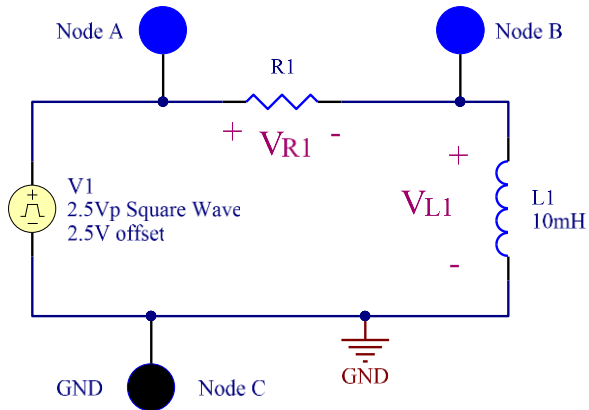 Node A
Node B
R1
+ VR1 -
V1
2.5Vp Square Wave
2.5V offset
+
VL1
-
L1
10mH
GND
Node C
GND